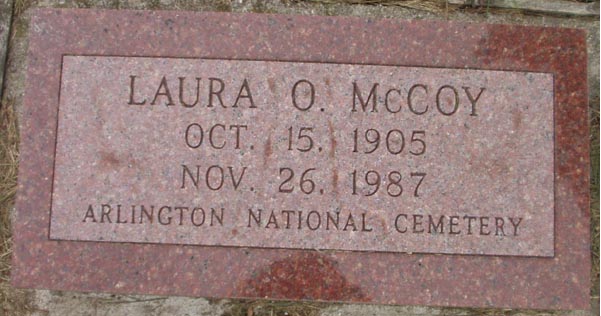 LAURA O. McCOY
OCT. 15. 1905
NOV. 26. 1987
ARLINGTON NATIONAL CEMETERY